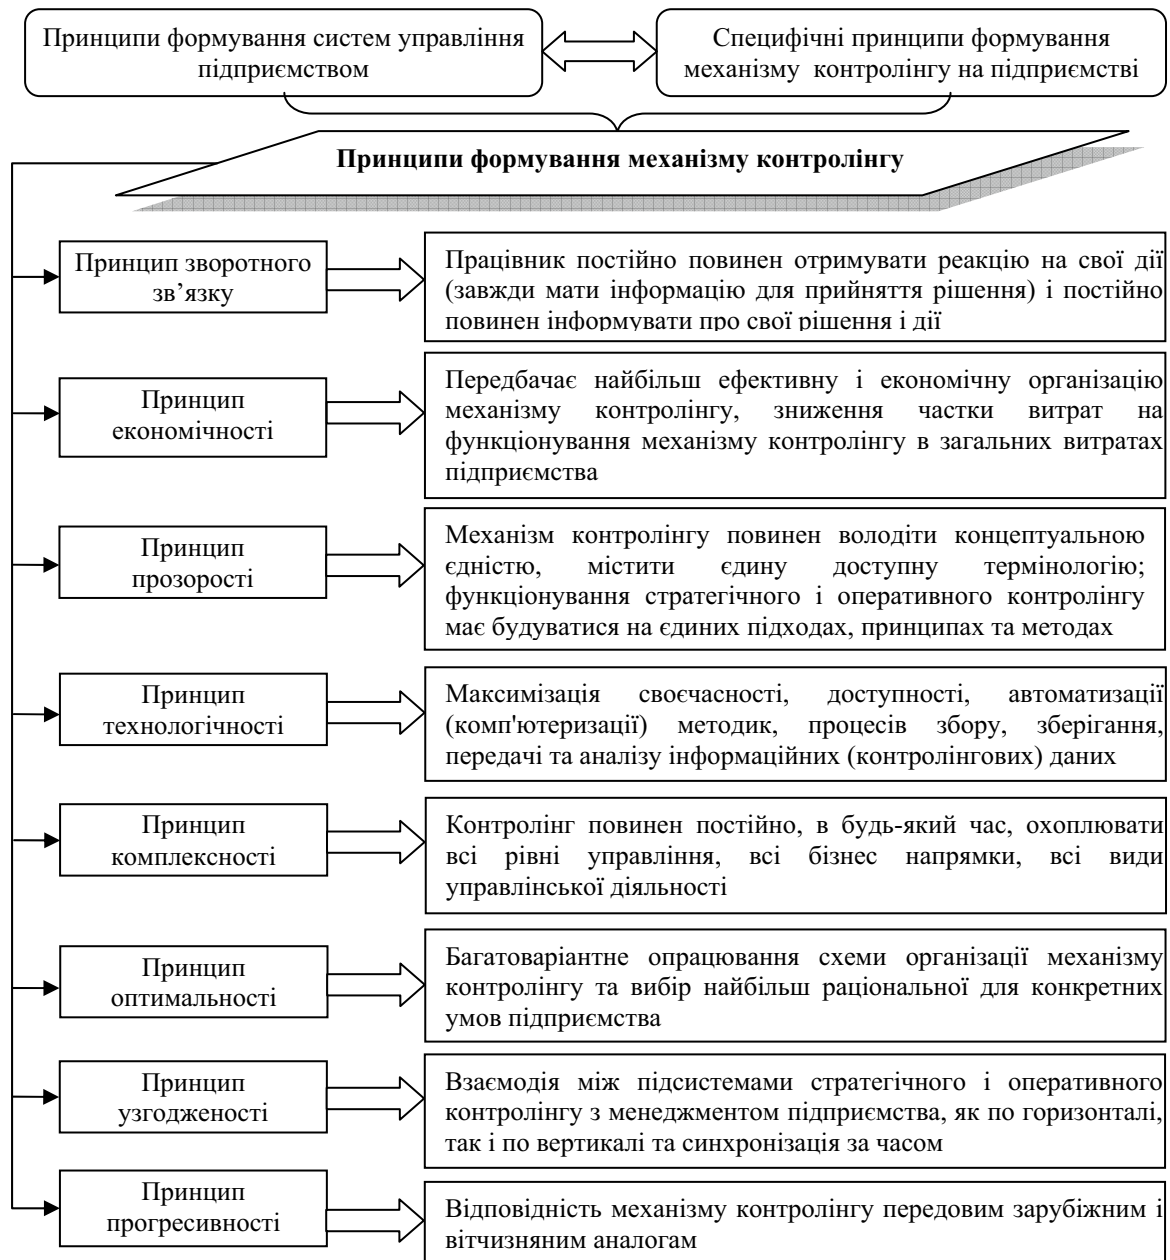 Принципи формування систем управління
підприємством
Специфічні принципи формування
механізму контролінгу на підприємстві
Принципи формування механізму контролінгу
Принцип зворотного
зв’язку
Працівник постійно повинен отримувати реакцію на свої дії
(завжди мати інформацію для прийняття рішення) і постійно
повинен інформувати про свої рішення і дії
Принцип
економічності
Передбачає найбільш ефективну і економічну організацію
механізму контролінгу, зниження частки витрат на
функціонування механізму контролінгу в загальних витратах
підприємства
Принцип
прозорості
Механізм контролінгу повинен володіти концептуальною
єдністю, містити єдину доступну термінологію;
функціонування стратегічного і оперативного контролінгу
має будуватися на єдиних підходах, принципах та методах
Принцип
технологічності
Максимізація своєчасності, доступності, автоматизації
(комп'ютеризації) методик, процесів збору, зберігання,
передачі та аналізу інформаційних (контролінгових) даних
Принцип
комплексності
Контролінг повинен постійно, в будь-який час, охоплювати
всі рівні управління, всі бізнес напрямки, всі види
управлінської діяльності
Принцип
оптимальності
Багатоваріантне опрацювання схеми організації механізму
контролінгу та вибір найбільш раціональної для конкретних
умов підприємства
Принцип
узгодженості
Взаємодія між підсистемами стратегічного і оперативного
контролінгу з менеджментом підприємства, як по горизонталі,
так і по вертикалі та синхронізація за часом
Принцип
прогресивності
Відповідність механізму контролінгу передовим зарубіжним і
вітчизняним аналогам